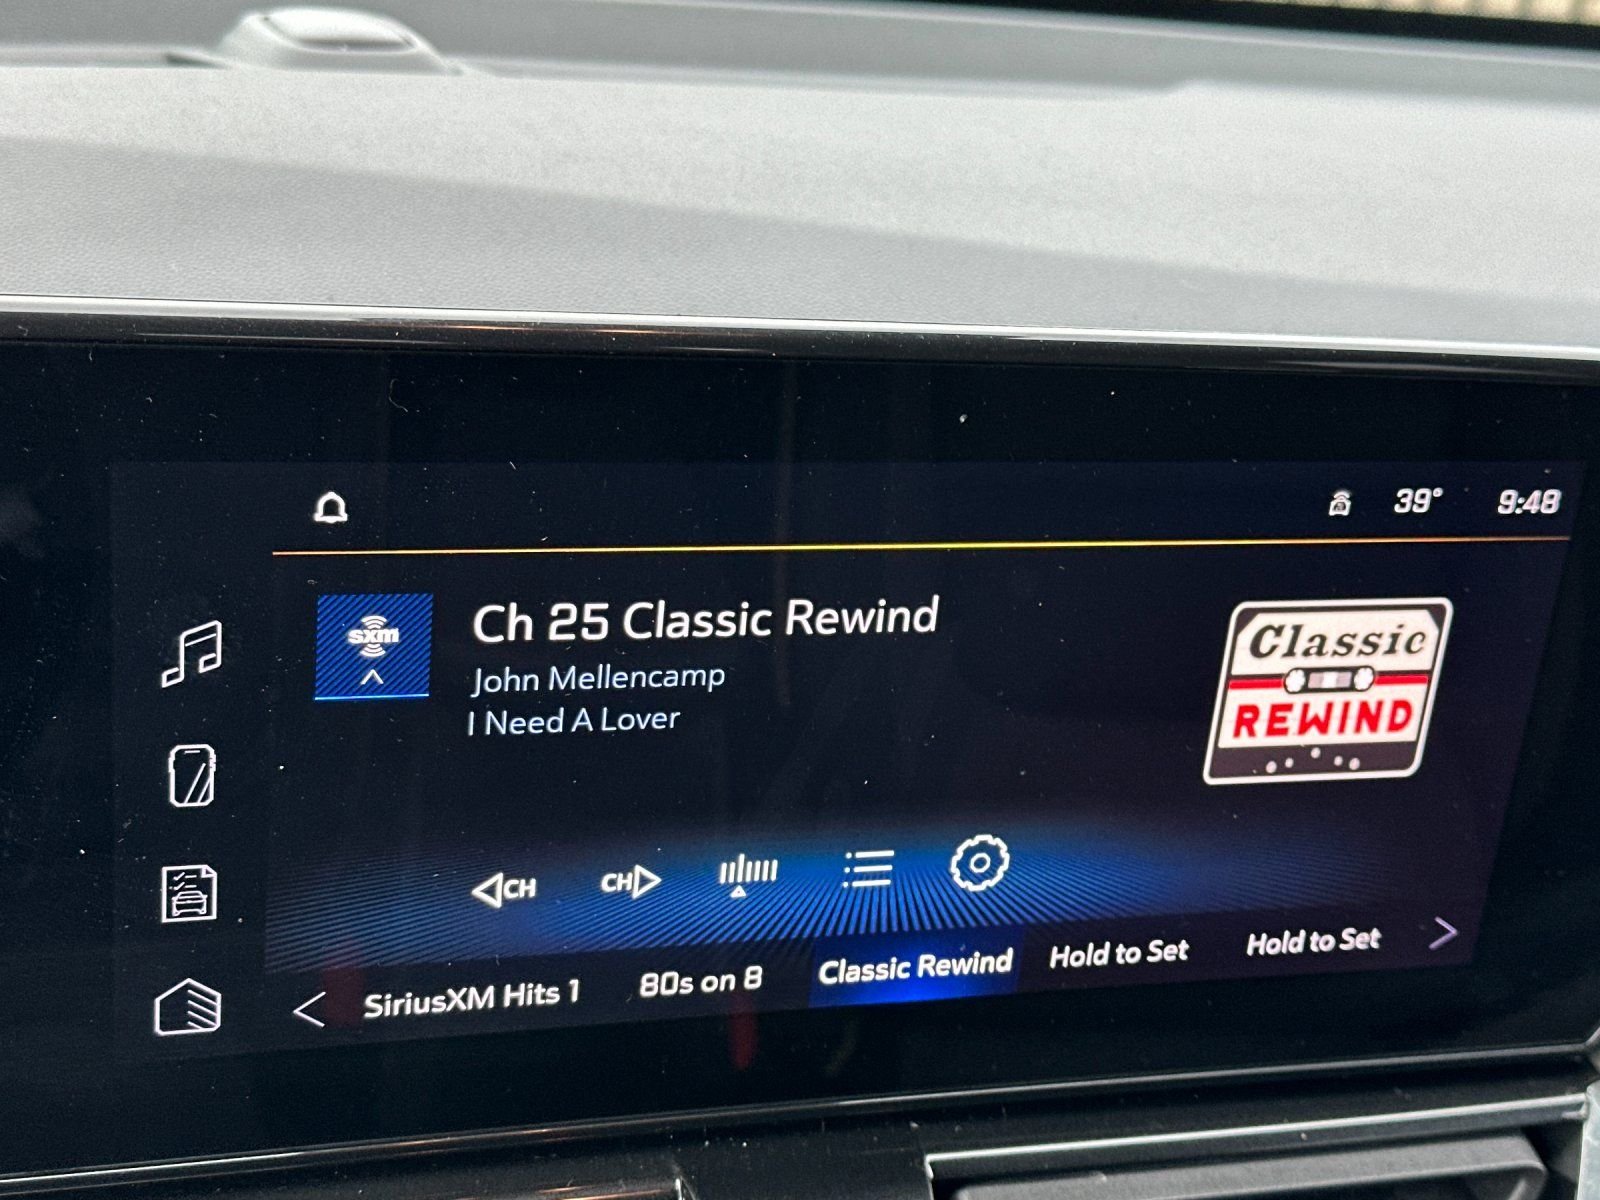 39° 9:48
sxm
Ch 25 Classic Rewind
John Mellencamp
I Need A Lover
Classic
REWIND
CH CH
SiriusXM Hits 1 80s on 8 Classic Rewind Hold to Set Hold to Set